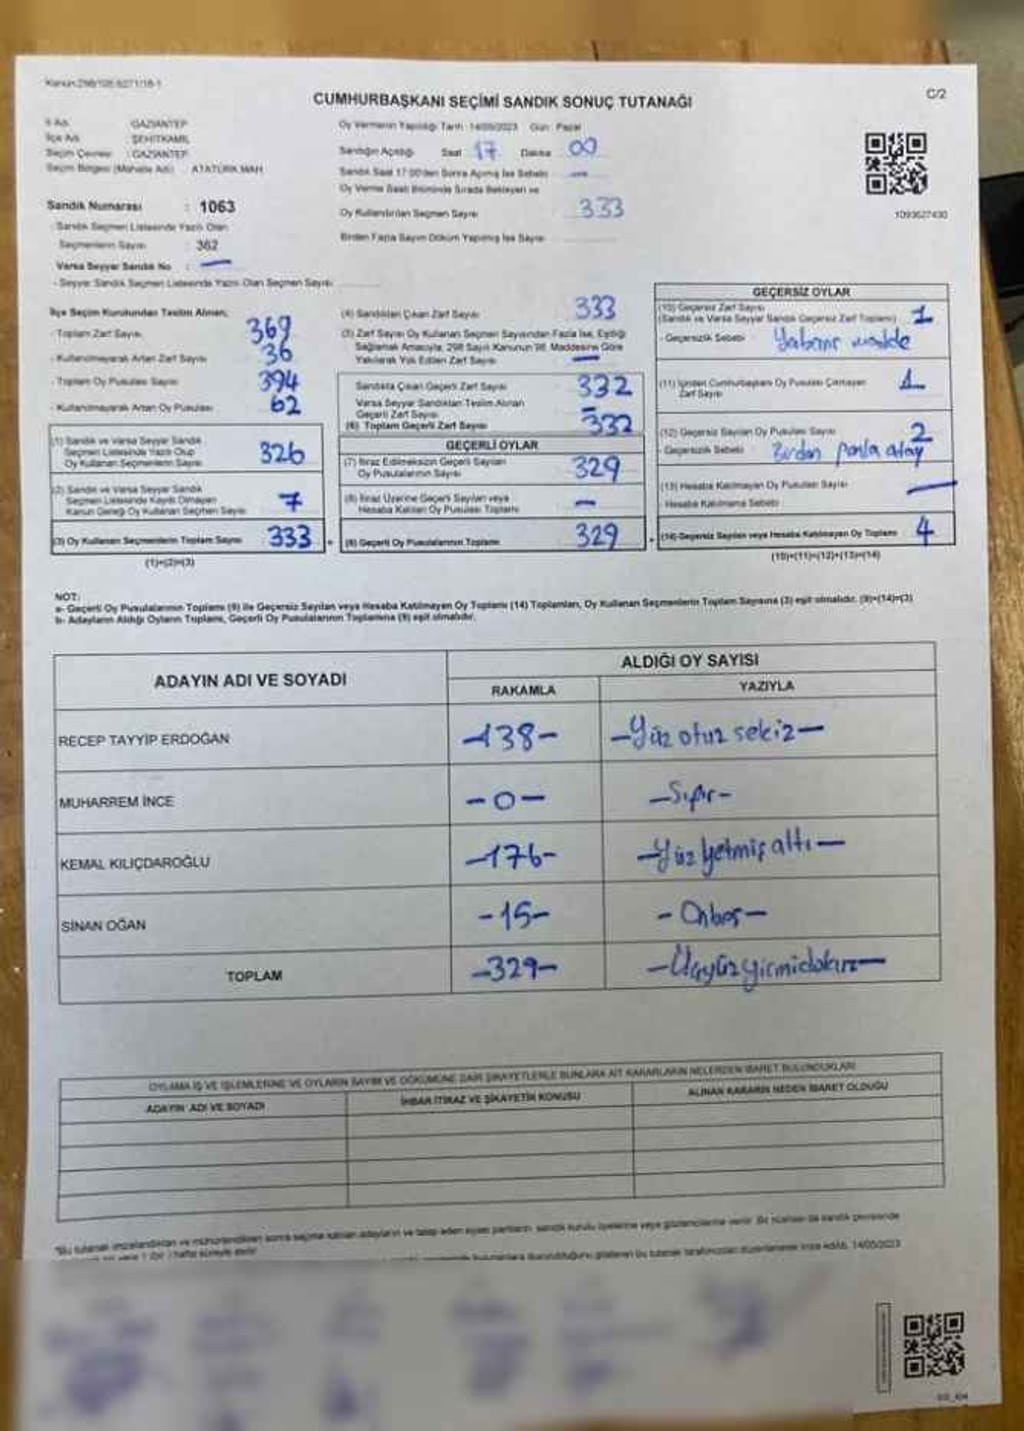 Kanun:298/105 6271/18-1
C/2
CUMHURBAŞKANI SEÇİMİ SANDIK SONUÇ TUTANAĞI
İl Adı : GAZİANTEP
İlçe Adı : ŞEHİTKAMİL
Seçim Çevresi : GAZİANTEP
Seçim Bölgesi (Mahalle Adı) : ATATÜRK MAH
Sandık Numarası : 1063
- Sandık Seçmen Listesinde Yazılı Olan
Seçmenlerin Sayısı : 362
Varsa Seyyar Sandık No : —
- Seyyar Sandık Seçmen Listesinde Yazılı Olan Seçmen Sayısı
Oy Vermenin Yapıldığı Tarih: 14/05/2023 Gün: Pazar
Sandığın Açıldığı Saat 17 Dakika 00
Sandık Saat 17:00'den Sonra Açılmış İse Sebebi —
Oy Verme Saati Bitiminde Sırada Bekleyen ve
Oy Kullandırılan Seçmen Sayısı 333
Birden Fazla Sayım Döküm Yapılmış İse Sayısı
1093627430
İlçe Seçim Kurulundan Teslim Alınan;
- Toplam Zarf Sayısı 369
- Kullanılmayarak Artan Zarf Sayısı 36
- Toplam Oy Pusulası Sayısı 394
- Kullanılmayarak Artan Oy Pusulası 62
(1) Sandık ve Varsa Seyyar Sandık
Seçmen Listesinde Yazılı Olup
Oy Kullanan Seçmenlerin Sayısı 326
(2) Sandık ve Varsa Seyyar Sandık
Seçmen Listesinde Kaydı Olmayan
Kanun Gereği Oy Kullanan Seçmen Sayısı 7
(3) Oy Kullanan Seçmenlerin Toplam Sayısı 333
(1)+(2)=(3)
(4) Sandıktan Çıkan Zarf Sayısı 333
(5) Zarf Sayısı Oy Kullanan Seçmen Sayısından Fazla İse, Eşitliği
Sağlamak Amacıyla, 298 Sayılı Kanunun 98. Maddesine Göre
Yakılarak Yok Edilen Zarf Sayısı —
Sandıkta Çıkan Geçerli Zarf Sayısı 332
Varsa Seyyar Sandıktan Teslim Alınan
Geçerli Zarf Sayısı —
(6) Toplam Geçerli Zarf Sayısı 332
GEÇERLİ OYLAR
(7) İtiraz Edilmeksizin Geçerli Sayılan
Oy Pusulalarının Sayısı 329
(8) İtiraz Üzerine Geçerli Sayılan veya
Hesaba Katılan Oy Pusulası Toplamı —
(9) Geçerli Oy Pusulalarının Toplamı 329
GEÇERSİZ OYLAR
(10) Geçersiz Zarf Sayısı 1
(Sandık ve Varsa Seyyar Sandık Geçersiz Zarf Toplamı)
- Geçersizlik Sebebi Yabancı madde
(11) İçinden Cumhurbaşkanı Oy Pusulası Çıkmayan 1
Zarf Sayısı
(12) Geçersiz Sayılan Oy Pusulası Sayısı 2
- Geçersizlik Sebebi Birden fazla aday
(13) Hesaba Katılmayan Oy Pusulası Sayısı —
- Hesaba Katılmama Sebebi
(14) Geçersiz Sayılan veya Hesaba Katılmayan Oy Toplamı 4
(10)+(11)+(12)+(13)=(14)
NOT:
a- Geçerli Oy Pusulalarının Toplamı (9) ile Geçersiz Sayılan veya Hesaba Katılmayan Oy Toplamı (14) Toplamları, Oy Kullanan Seçmenlerin Toplam Sayısına (3) eşit olmalıdır. (9)+(14)=(3)
b- Adayların Aldığı Oyların Toplamı, Geçerli Oy Pusulalarının Toplamına (9) eşit olmalıdır.
ADAYIN ADI VE SOYADI
ALDIĞI OY SAYISI
RAKAMLA YAZIYLA
RECEP TAYYİP ERDOĞAN -138- -Yüz otuz sekiz-
MUHARREM İNCE -0- -Sıfır-
KEMAL KILIÇDAROĞLU -176- -Yüz yetmiş altı-
SİNAN OĞAN -15- -Onbeş-
TOPLAM -329- -Üçyüzyirmidokuz-
OYLAMA İŞ VE İŞLEMLERİNE VE OYLARIN SAYIM VE DÖKÜMÜNE DAİR ŞİKAYETLERLE BUNLARA AİT KARARLARIN NELERDEN İBARET BULUNDUKLARI
ADAYIN ADI VE SOYADI İHBAR İTİRAZ VE ŞİKAYETİN KONUSU ALINAN KARARIN NEDEN İBARET OLDUĞU
*Bu tutanak imzalandıktan ve mühürlendikten sonra seçime katılan adayların ve talep eden siyasi partilerin sandık kurulu üyelerine veya gözlemcilerine verilir. Bir nüshası da sandık çevresinde